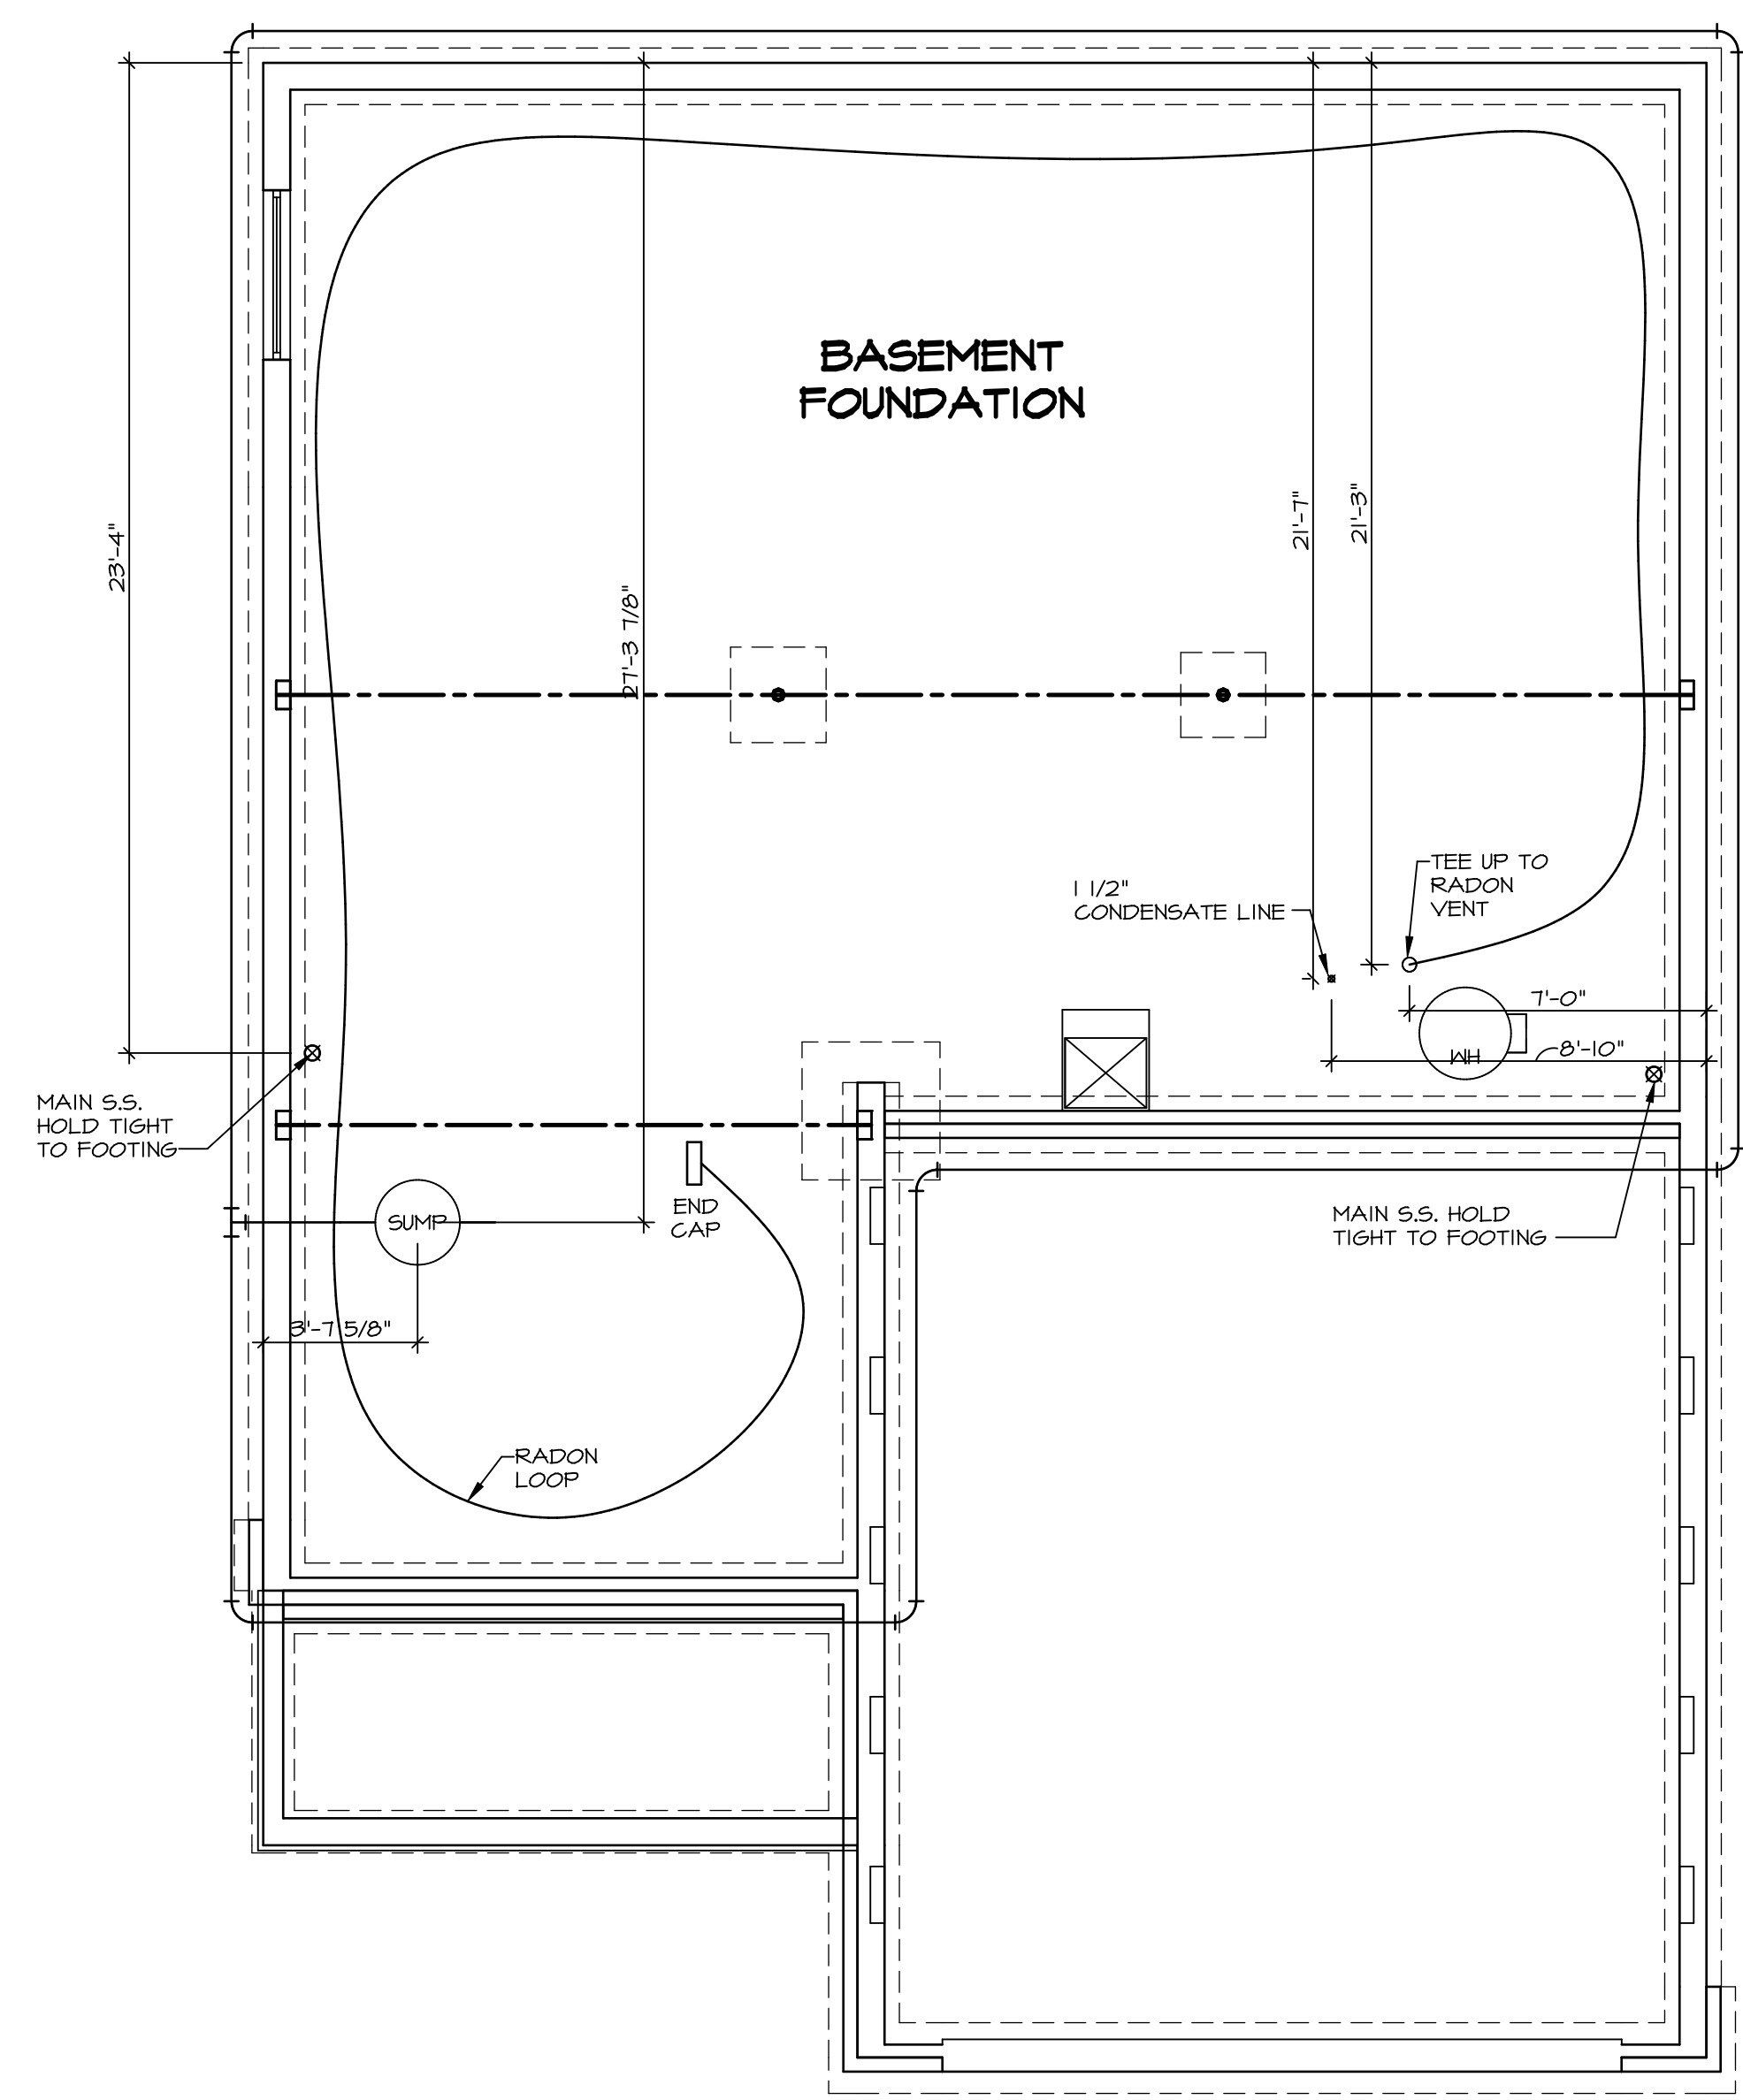 BASEMENT
FOUNDATION
23'-4"
27'-3 7/8"
21'-7"
21'-3"
TEE UP TO
RADON
VENT
1 1/2"
CONDENSATE LINE
7'-0"
WH
8'-10"
MAIN S.S.
HOLD TIGHT
TO FOOTING
END
CAP
SUMP
MAIN S.S. HOLD
TIGHT TO FOOTING
3'-7 5/8"
RADON
LOOP